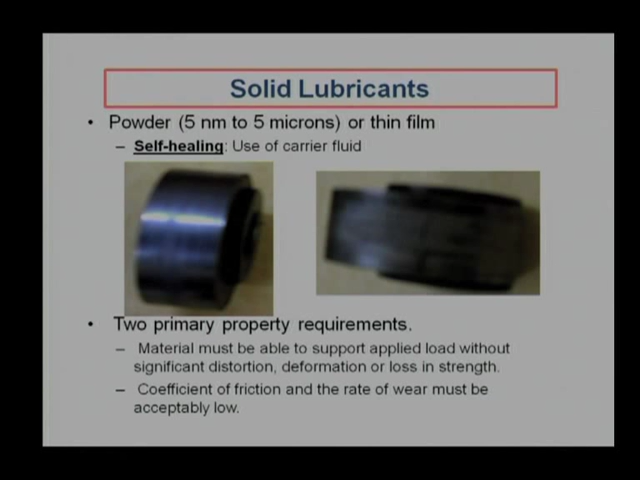 Solid Lubricants
• Powder (5 nm to 5 microns) or thin film
– Self-healing: Use of carrier fluid
• Two primary property requirements.
– Material must be able to support applied load without
significant distortion, deformation or loss in strength.
– Coefficient of friction and the rate of wear must be
acceptably low.